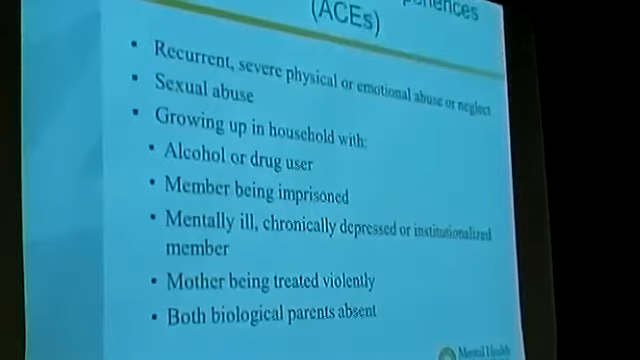 (ACEs)
▪ Recurrent, severe physical or emotional abuse or neglect
▪ Sexual abuse
▪ Growing up in household with:
• Alcohol or drug user
• Member being imprisoned
• Mentally ill, chronically depressed or institutionalized
member
• Mother being treated violently
• Both biological parents absent
Mental Health